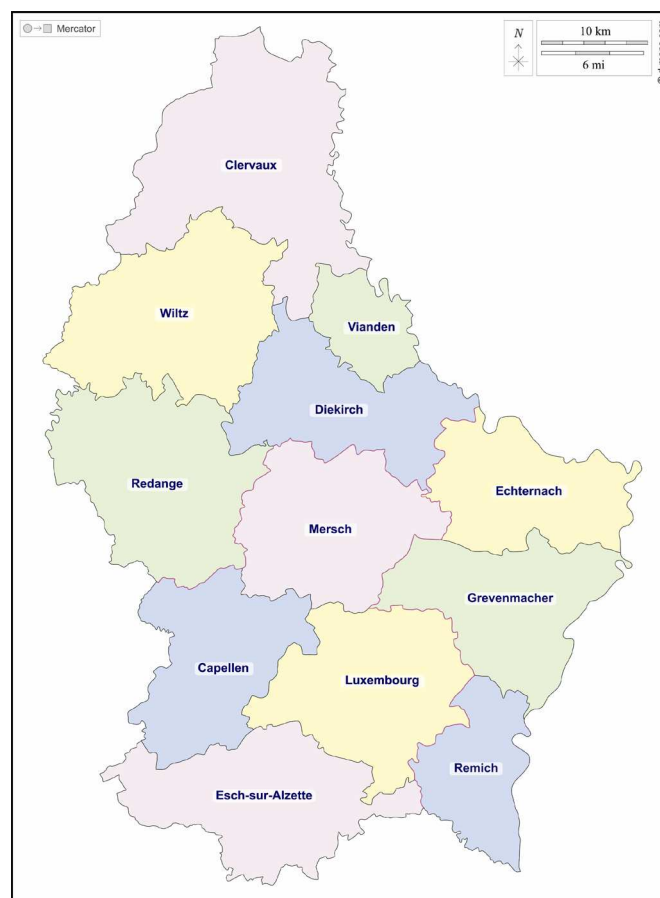 Mercator
N
10 km
6 mi
Clervaux
Wiltz
Vianden
Diekirch
Redange
Echternach
Mersch
Grevenmacher
Capellen
Luxembourg
Remich
Esch-sur-Alzette